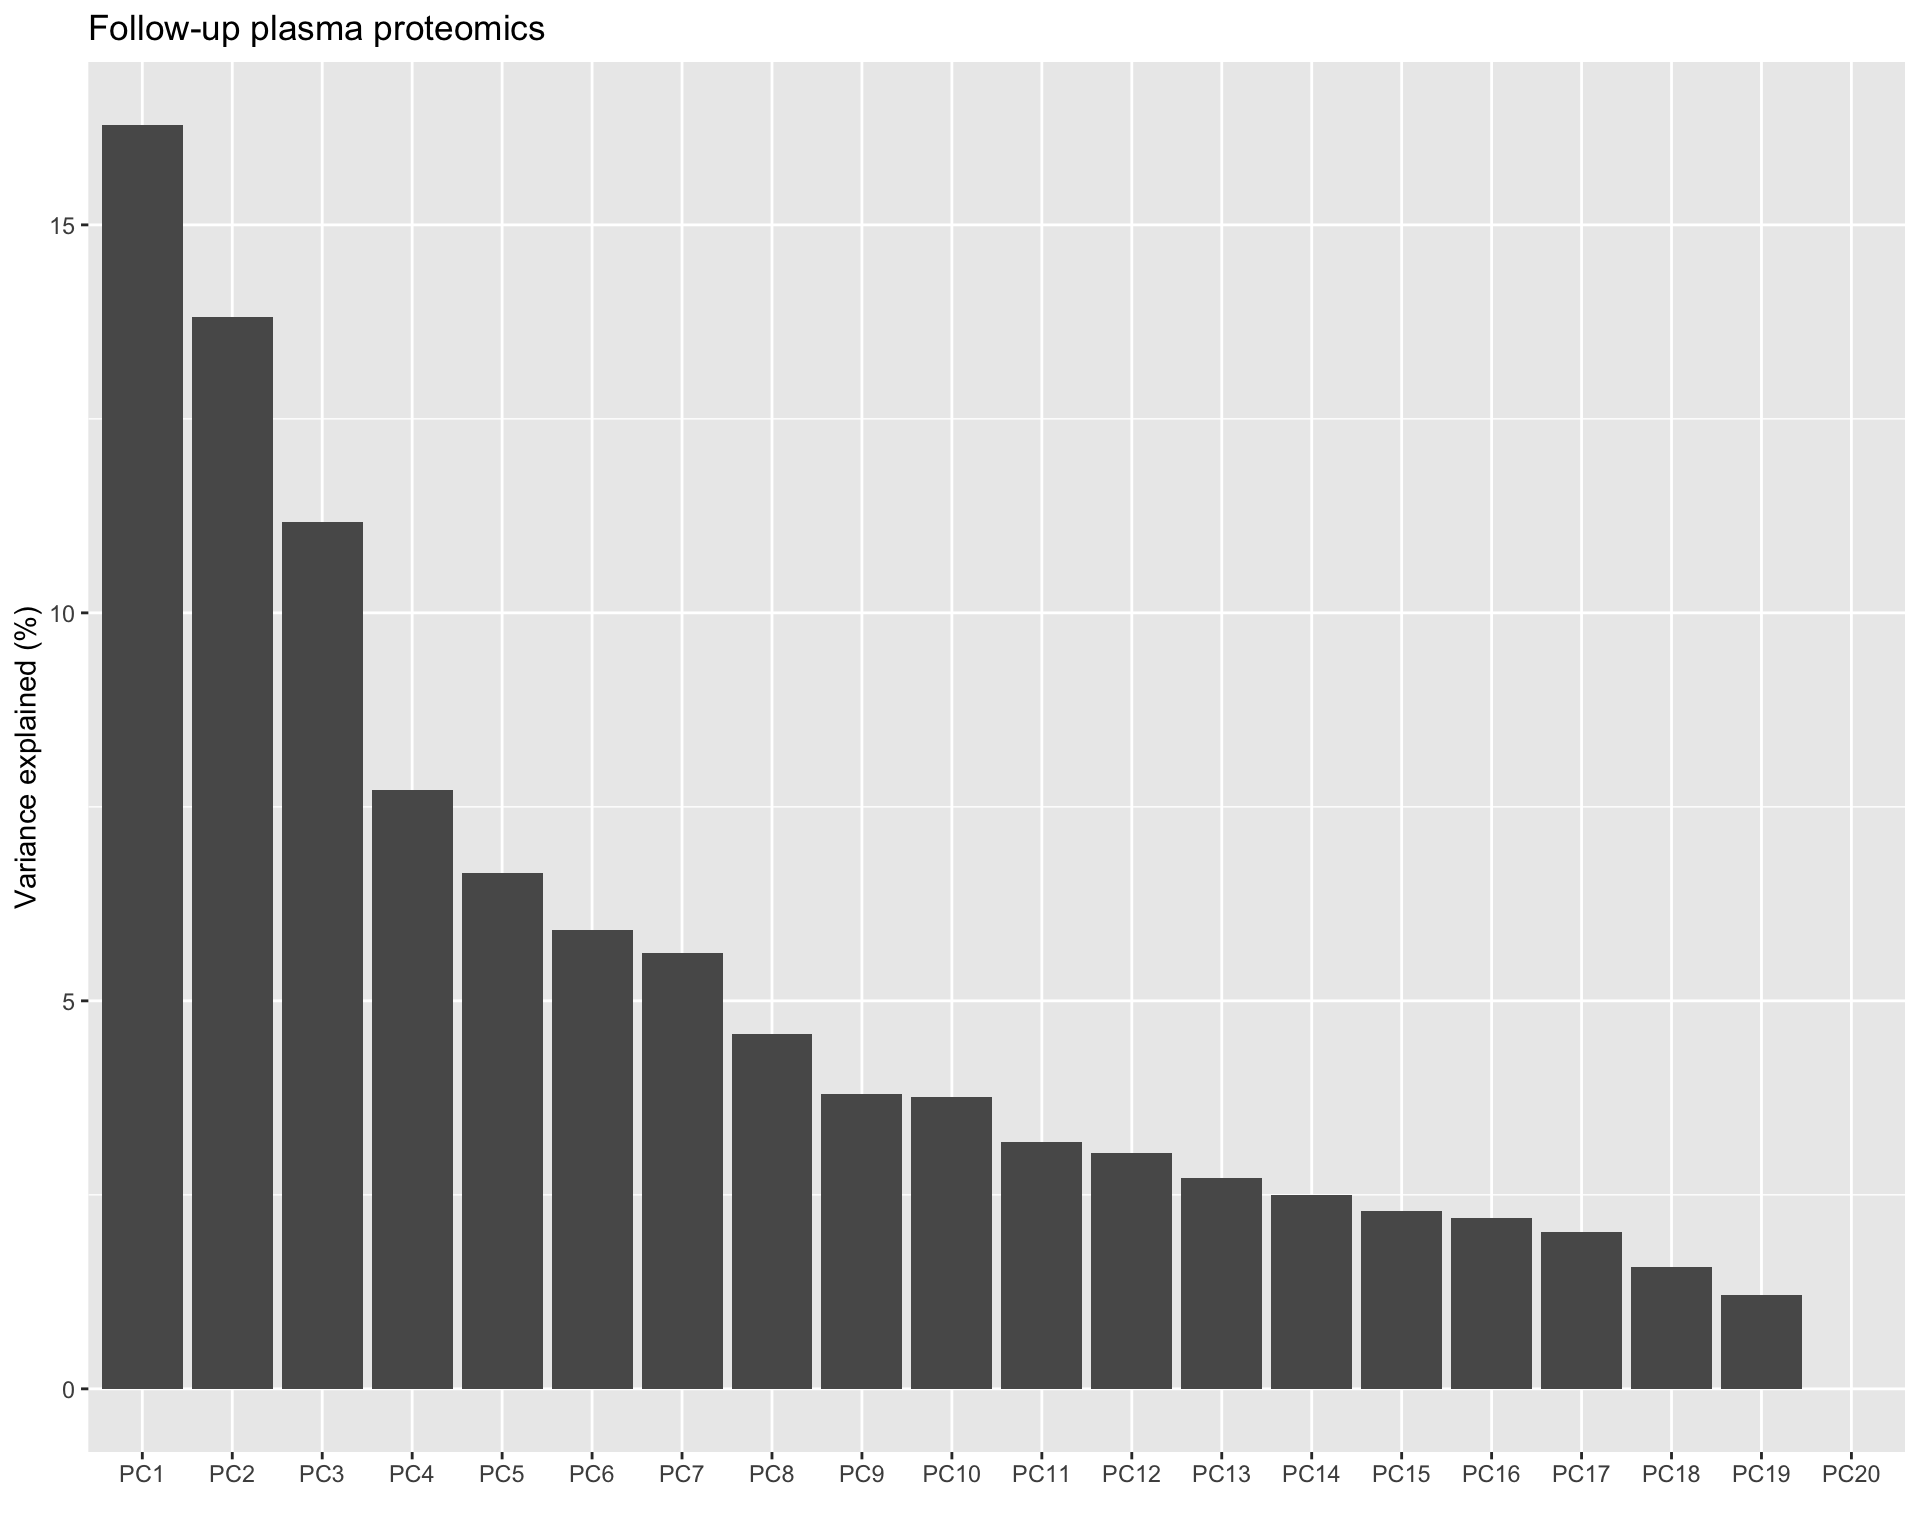 Follow-up plasma proteomics
Variance explained (%)
15
10
5
0
PC1 PC2 PC3 PC4 PC5 PC6 PC7 PC8 PC9 PC10 PC11 PC12 PC13 PC14 PC15 PC16 PC17 PC18 PC19 PC20